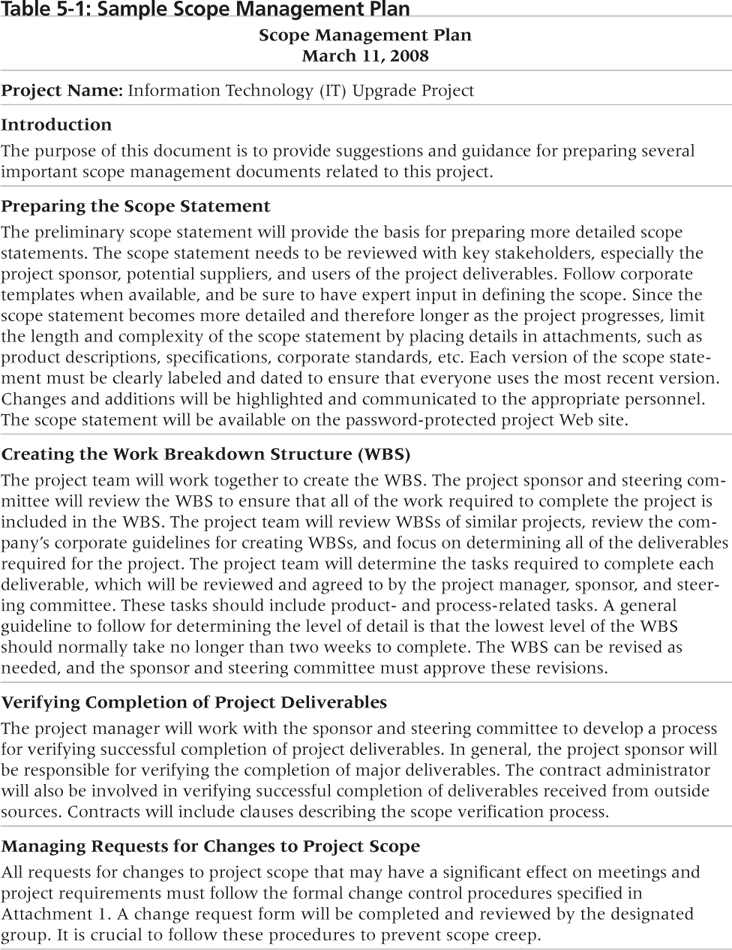 Table 5-1: Sample Scope Management Plan
Scope Management Plan
March 11, 2008
Project Name: Information Technology (IT) Upgrade Project
Introduction
The purpose of this document is to provide suggestions and guidance for preparing several
important scope management documents related to this project.
Preparing the Scope Statement
The preliminary scope statement will provide the basis for preparing more detailed scope
statements. The scope statement needs to be reviewed with key stakeholders, especially the
project sponsor, potential suppliers, and users of the project deliverables. Follow corporate
templates when available, and be sure to have expert input in defining the scope. Since the
scope statement becomes more detailed and therefore longer as the project progresses, limit
the length and complexity of the scope statement by placing details in attachments, such as
product descriptions, specifications, corporate standards, etc. Each version of the scope state-
ment must be clearly labeled and dated to ensure that everyone uses the most recent version.
Changes and additions will be highlighted and communicated to the appropriate personnel.
The scope statement will be available on the password-protected project Web site.
Creating the Work Breakdown Structure (WBS)
The project team will work together to create the WBS. The project sponsor and steering com-
mittee will review the WBS to ensure that all of the work required to complete the project is
included in the WBS. The project team will review WBSs of similar projects, review the com-
pany's corporate guidelines for creating WBSs, and focus on determining all of the deliverables
required for the project. The project team will determine the tasks required to complete each
deliverable, which will be reviewed and agreed to by the project manager, sponsor, and steer-
ing committee. These tasks should include product- and process-related tasks. A general
guideline to follow for determining the level of detail is that the lowest level of the WBS
should normally take no longer than two weeks to complete. The WBS can be revised as
needed, and the sponsor and steering committee must approve these revisions.
Verifying Completion of Project Deliverables
The project manager will work with the sponsor and steering committee to develop a process
for verifying successful completion of project deliverables. In general, the project sponsor will
be responsible for verifying the completion of major deliverables. The contract administrator
will also be involved in verifying successful completion of deliverables received from outside
sources. Contracts will include clauses describing the scope verification process.
Managing Requests for Changes to Project Scope
All requests for changes to project scope that may have a significant effect on meetings and
project requirements must follow the formal change control procedures specified in
Attachment 1. A change request form will be completed and reviewed by the designated
group. It is crucial to follow these procedures to prevent scope creep.